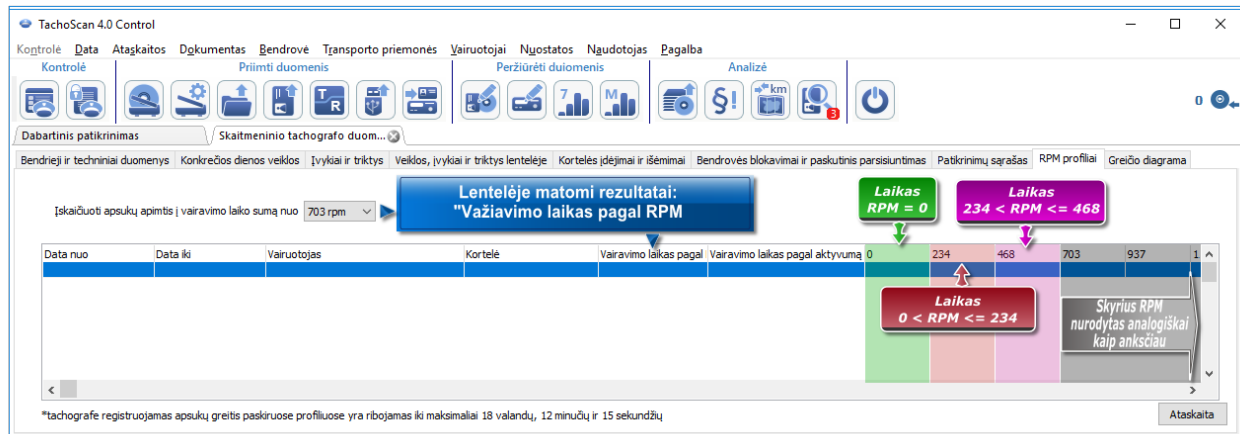 TachoScan 4.0 Control
Kontrolė Data Ataskaitos Dokumentas Bendrovė Transporto priemonės Vairuotojai Nuostatos Naudotojas Pagalba
Kontrolė Priimti duomenis Peržiūrėti duiomenis Analizė
T R 7 M §! km 3 0
Dabartinis patikrinimas Skaitmeninio tachografo duom...
Bendrieji ir techniniai duomenys Konkrečios dienos veiklos Įvykiai ir triktys Veiklos, įvykiai ir triktys lentelėje Kortelės įdėjimai ir išėmimai Bendrovės blokavimai ir paskutinis parsisiuntimas Patikrinimų sąrašas RPM profiliai Greičio diagrama
Įskaičiuoti apsukų apimtis į vairavimo laiko sumą nuo 703 rpm
Lentelėje matomi rezultatai:
"Važiavimo laikas pagal RPM
Laikas
RPM = 0
Laikas
234 < RPM <= 468
Data nuo Data iki Vairuotojas Kortelė Vairavimo laikas pagal Vairavimo laikas pagal aktyvumą 0 234 468 703 937 1
Laikas
0 < RPM <= 234
Skyrius RPM
nurodytas analogiškai
kaip anksčiau
*tachografe registruojamas apsukų greitis paskiruose profiliuose yra ribojamas iki maksimaliai 18 valandų, 12 minučių ir 15 sekundžių
Ataskaita